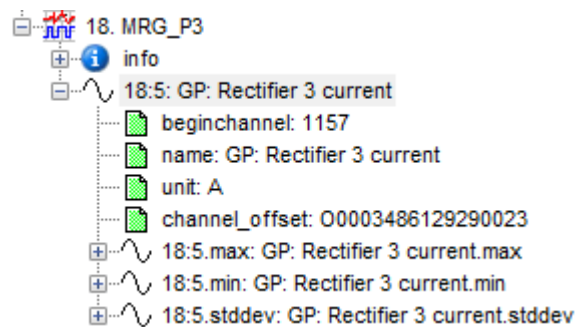 18. MRG_P3
info
18:5: GP: Rectifier 3 current
beginchannel: 1157
name: GP: Rectifier 3 current
unit: A
channel_offset: O0003486129290023
18:5.max: GP: Rectifier 3 current.max
18:5.min: GP: Rectifier 3 current.min
18:5.stddev: GP: Rectifier 3 current.stddev